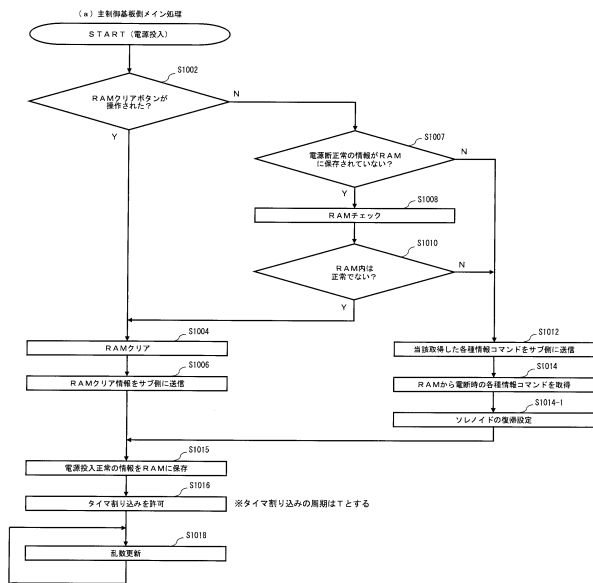 (a)主制御基板側メイン処理
START(電源投入)
S1002
RAMクリアボタンが
操作された?
N
Y
S1007
電源断正常の情報がRAM
に保存されていない?
N
Y
S1008
RAMチェック
S1010
RAM内は
正常でない?
N
Y
S1004
RAMクリア
S1006
RAMクリア情報をサブ側に送信
S1012
当該取得した各種情報コマンドをサブ側に送信
S1014
RAMから電断時の各種情報コマンドを取得
S1014-1
ソレノイドの復帰設定
S1015
電源投入正常の情報をRAMに保存
S1016
タイマ割り込みを許可
※タイマ割り込みの周期はTとする
S1018
乱数更新